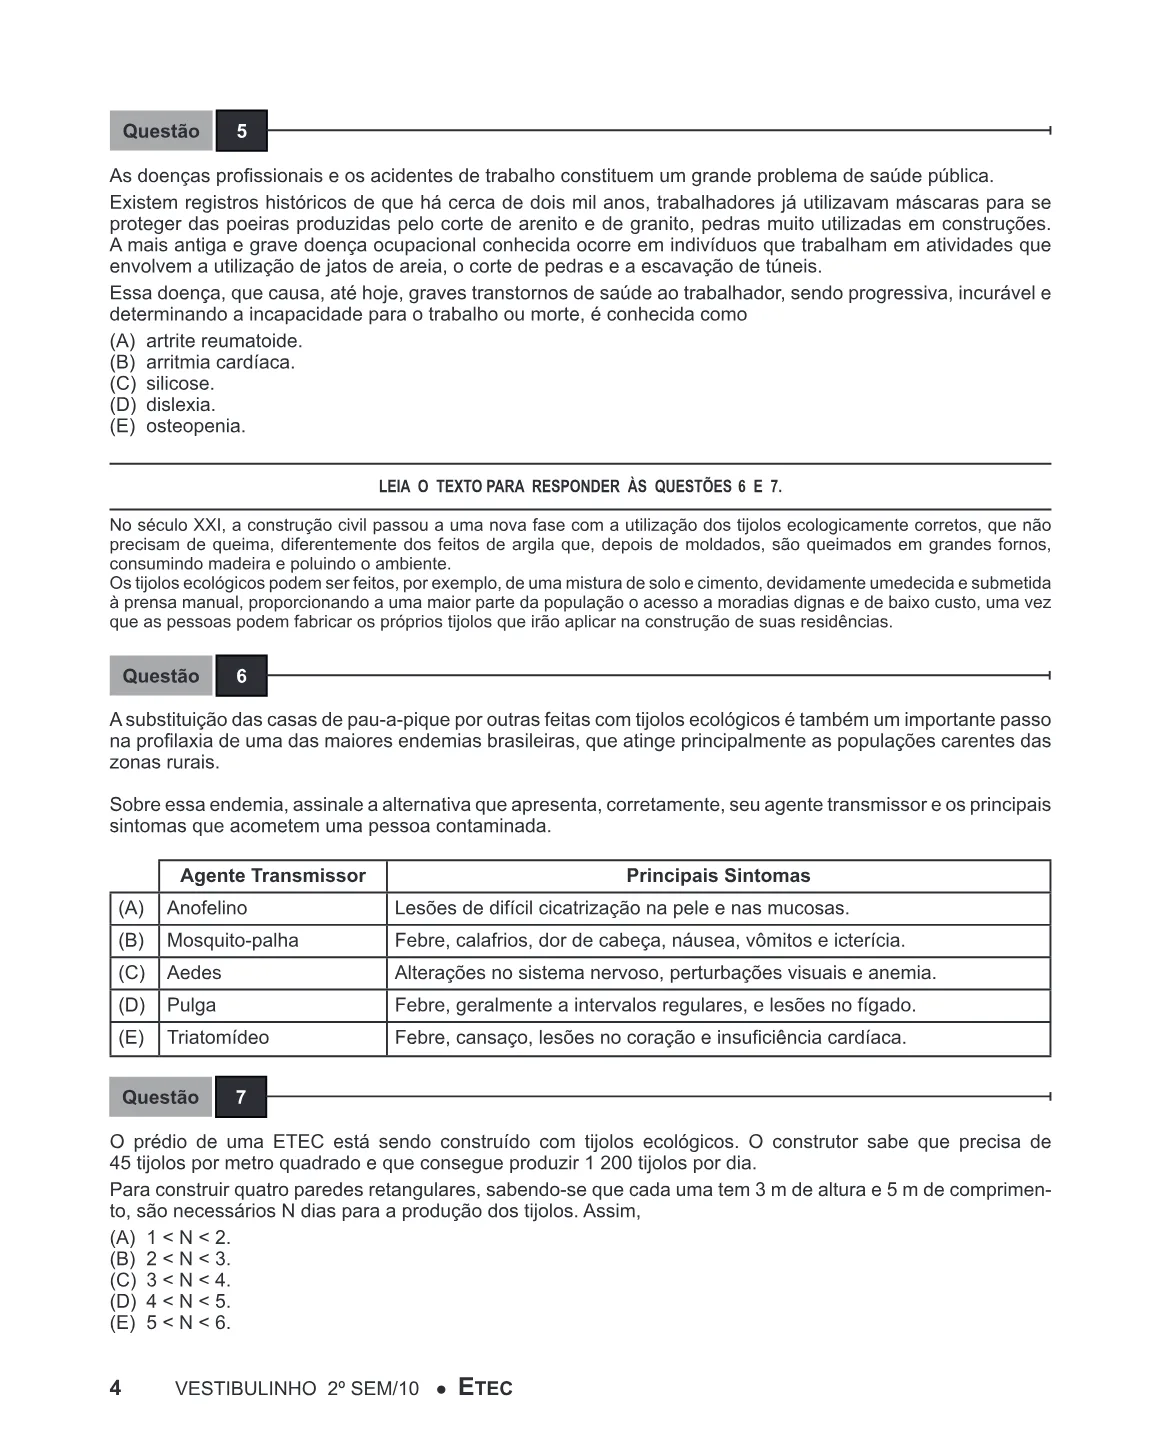 Questão 5
As doenças profissionais e os acidentes de trabalho constituem um grande problema de saúde pública.
Existem registros históricos de que há cerca de dois mil anos, trabalhadores já utilizavam máscaras para se
proteger das poeiras produzidas pelo corte de arenito e de granito, pedras muito utilizadas em construções.
A mais antiga e grave doença ocupacional conhecida ocorre em indivíduos que trabalham em atividades que
envolvem a utilização de jatos de areia, o corte de pedras e a escavação de túneis.
Essa doença, que causa, até hoje, graves transtornos de saúde ao trabalhador, sendo progressiva, incurável e
determinando a incapacidade para o trabalho ou morte, é conhecida como
(A) artrite reumatoide.
(B) arritmia cardíaca.
(C) silicose.
(D) dislexia.
(E) osteopenia.
LEIA O TEXTO PARA RESPONDER ÀS QUESTÕES 6 E 7.
No século XXI, a construção civil passou a uma nova fase com a utilização dos tijolos ecologicamente corretos, que não
precisam de queima, diferentemente dos feitos de argila que, depois de moldados, são queimados em grandes fornos,
consumindo madeira e poluindo o ambiente.
Os tijolos ecológicos podem ser feitos, por exemplo, de uma mistura de solo e cimento, devidamente umedecida e submetida
à prensa manual, proporcionando a uma maior parte da população o acesso a moradias dignas e de baixo custo, uma vez
que as pessoas podem fabricar os próprios tijolos que irão aplicar na construção de suas residências.
Questão 6
A substituição das casas de pau-a-pique por outras feitas com tijolos ecológicos é também um importante passo
na profilaxia de uma das maiores endemias brasileiras, que atinge principalmente as populações carentes das
zonas rurais.
Sobre essa endemia, assinale a alternativa que apresenta, corretamente, seu agente transmissor e os principais
sintomas que acometem uma pessoa contaminada.
Agente Transmissor Principais Sintomas
(A) Anofelino Lesões de difícil cicatrização na pele e nas mucosas.
(B) Mosquito-palha Febre, calafrios, dor de cabeça, náusea, vômitos e icterícia.
(C) Aedes Alterações no sistema nervoso, perturbações visuais e anemia.
(D) Pulga Febre, geralmente a intervalos regulares, e lesões no fígado.
(E) Triatomídeo Febre, cansaço, lesões no coração e insuficiência cardíaca.
Questão 7
O prédio de uma ETEC está sendo construído com tijolos ecológicos. O construtor sabe que precisa de
45 tijolos por metro quadrado e que consegue produzir 1 200 tijolos por dia.
Para construir quatro paredes retangulares, sabendo-se que cada uma tem 3 m de altura e 5 m de comprimen-
to, são necessários N dias para a produção dos tijolos. Assim,
(A) 1 < N < 2.
(B) 2 < N < 3.
(C) 3 < N < 4.
(D) 4 < N < 5.
(E) 5 < N < 6.
4 VESTIBULINHO 2º SEM/10 ● ETEC